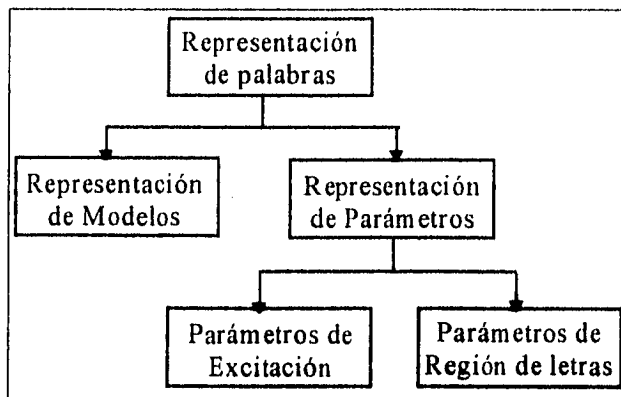 Representación
de palabras
Representación
de Modelos
Representación
de Parámetros
Parámetros de
Excitación
Parámetros de
Región de letras